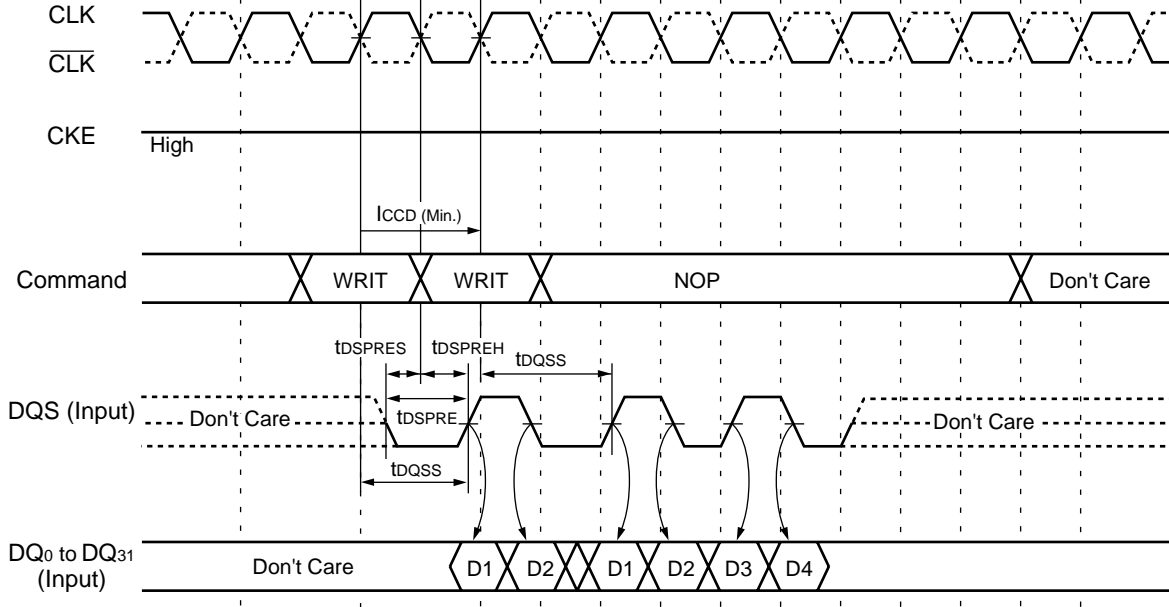 CLK
CLK
CKE
High
ICCD (Min.)
Command
WRIT
WRIT
NOP
Don't Care
tDSPRES
tDSPREH
tDQSS
DQS (Input)
Don't Care
tDSPRE
Don't Care
tDQSS
DQ0 to DQ31
(Input)
Don't Care
D1
D2
D1
D2
D3
D4